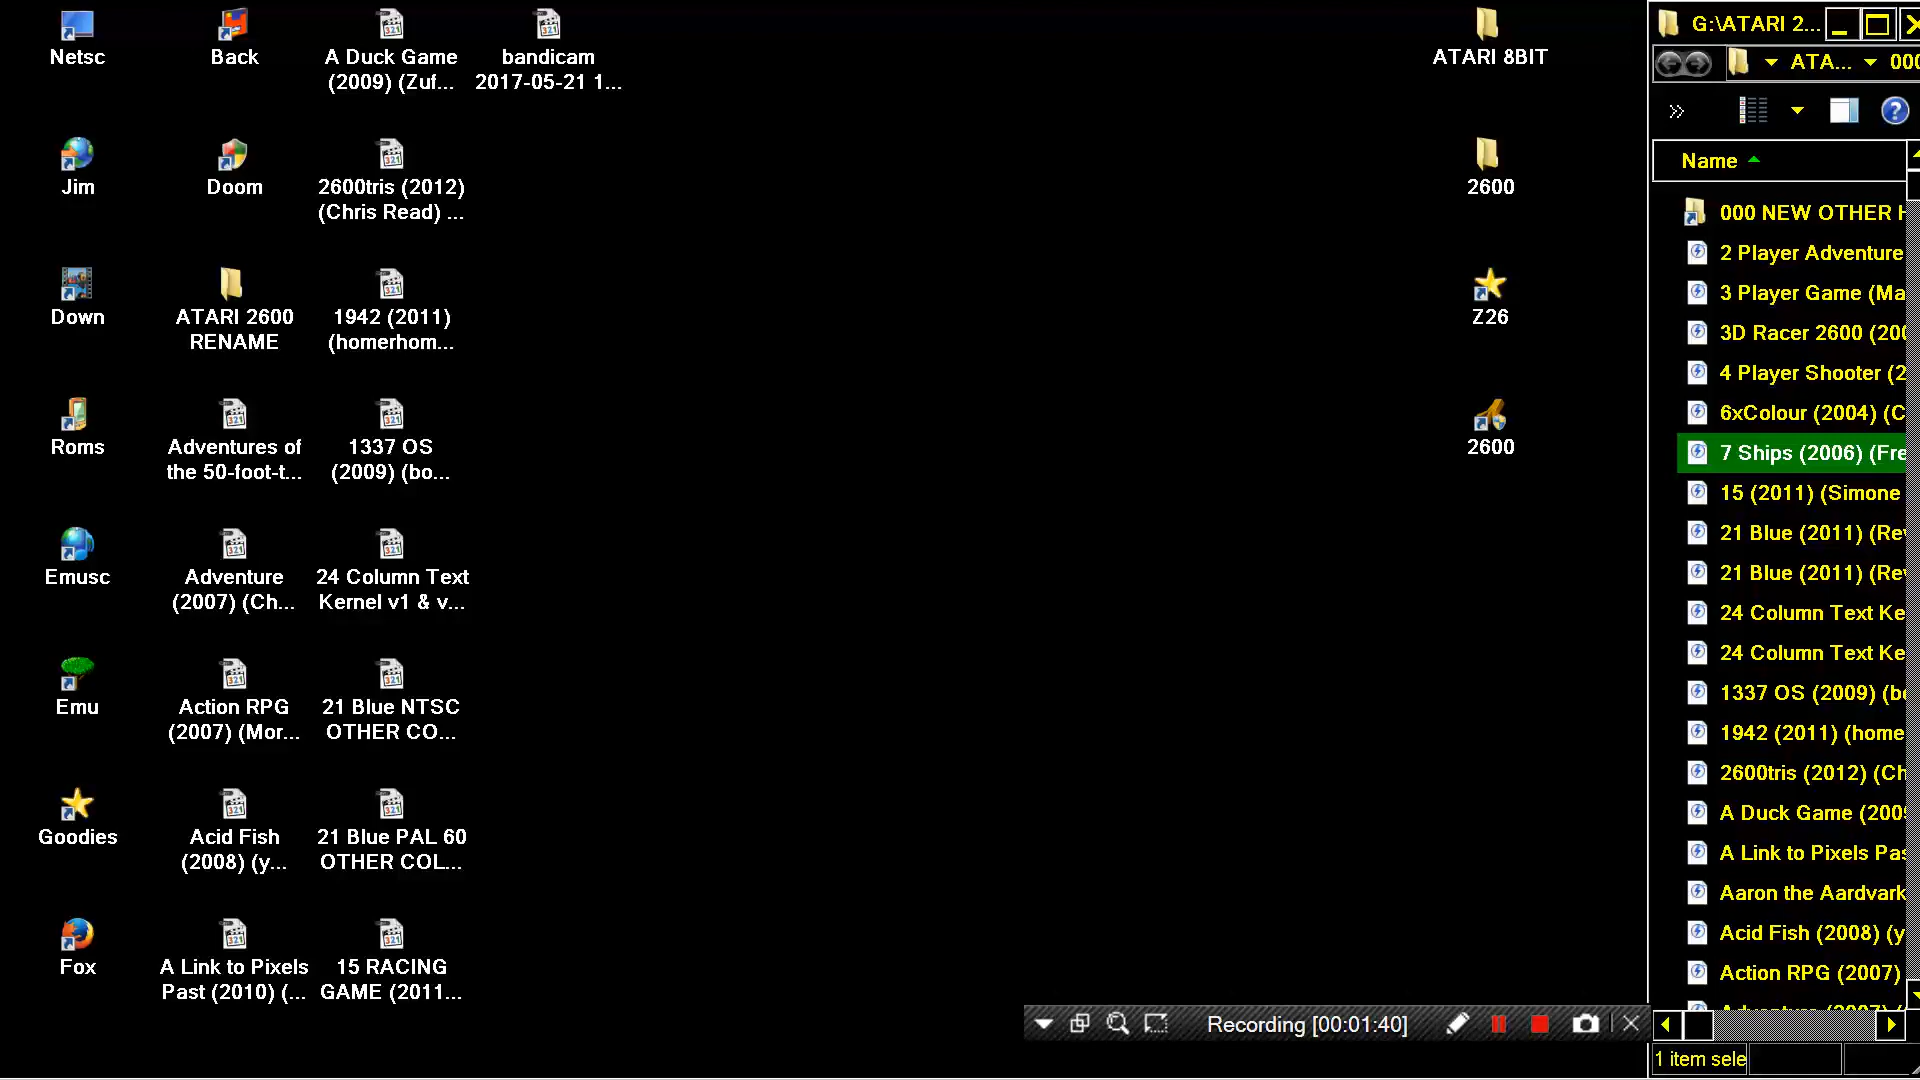 Netsc
Back
A Duck Game
(2009) (Zuf...
bandicam
2017-05-21 1...
ATARI 8BIT
Jim
Doom
2600tris (2012)
(Chris Read) ...
2600
Down
ATARI 2600
RENAME
1942 (2011)
(homerhom...
Z26
Roms
Adventures of
the 50-foot-t...
1337 OS
(2009) (bo...
2600
Emusc
Adventure
(2007) (Ch...
24 Column Text
Kernel v1 & v...
Emu
Action RPG
(2007) (Mor...
21 Blue NTSC
OTHER CO...
Goodies
Acid Fish
(2008) (y...
21 Blue PAL 60
OTHER COL...
Fox
A Link to Pixels
Past (2010) (...
15 RACING
GAME (2011...
Recording [00:01:40]
G:\ATARI 2...
ATA... 000
Name
000 NEW OTHER H
2 Player Adventure
3 Player Game (Ma
3D Racer 2600 (200
4 Player Shooter (2
6xColour (2004) (C
7 Ships (2006) (Fre
15 (2011) (Simone
21 Blue (2011) (Rev
21 Blue (2011) (Rev
24 Column Text Ke
24 Column Text Ke
1337 OS (2009) (bo
1942 (2011) (home
2600tris (2012) (Ch
A Duck Game (2009
A Link to Pixels Pas
Aaron the Aardvark
Acid Fish (2008) (y
Action RPG (2007)
1 item sele